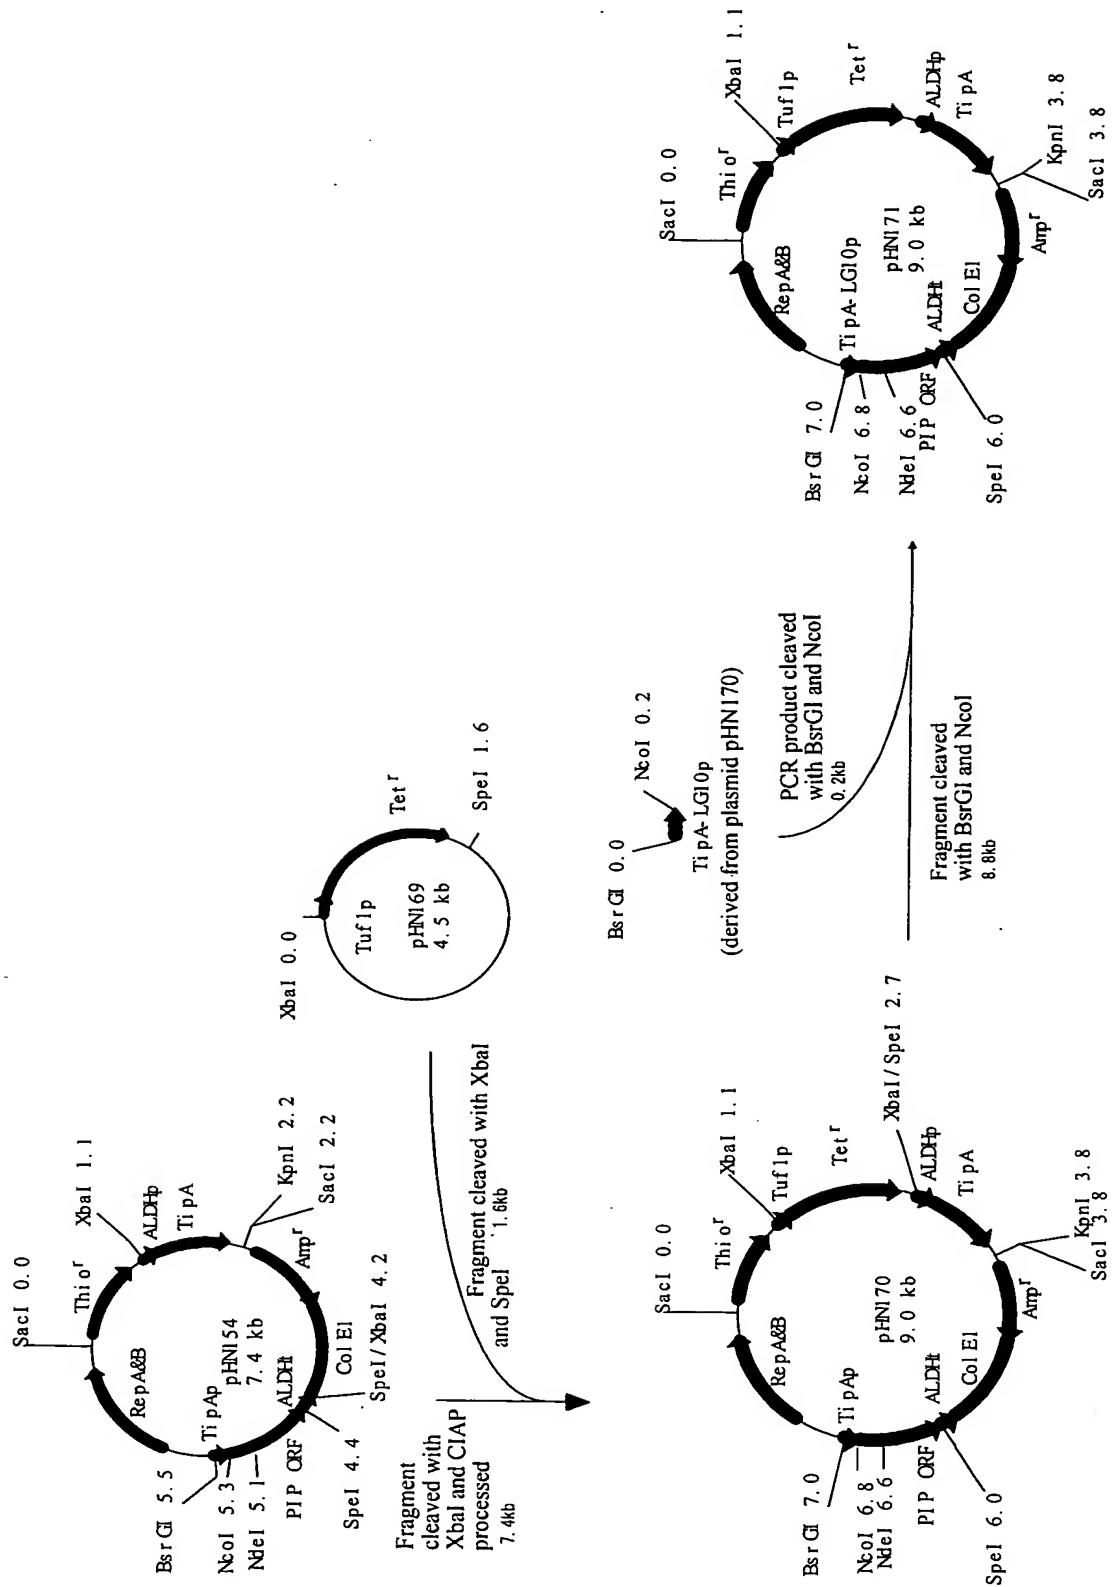 SacI 0.0
Thio^r
XbaI 1.1
ALDHp
TipA
KpnI 2.2
SacI 2.2
Amp^r
SpeI/XbaI 4.2
ColE1
ALDHt
SpeI 4.4
PIP ORF
NdeI 5.1
NcoI 5.3
BsrGI 5.5
TipAp
RepA&B
pHN154
7.4 kb
XbaI 0.0
Tuf1p
Tet^r
SpeI 1.6
pHN169
4.5 kb
Fragment
cleaved with
XbaI and CIAP
processed
7.4kb
Fragment cleaved with XbaI
and SpeI 1.6kb
SacI 0.0
Thio^r
XbaI 1.1
Tuf1p
Tet^r
XbaI/SpeI 2.7
ALDHp
TipA
KpnI 3.8
SacI 3.8
Amp^r
ColE1
ALDHt
SpeI 6.0
PIP ORF
NdeI 6.6
NcoI 6.8
BsrGI 7.0
TipAp
RepA&B
pHN170
9.0 kb
BsrGI 0.0
NcoI 0.2
TipA-LG10p
(derived from plasmid pHN170)
PCR product cleaved
with BsrGI and NcoI
0.2kb
Fragment cleaved
with BsrGI and NcoI
8.8kb
SacI 0.0
Thio^r
XbaI 1.1
Tuf1p
Tet^r
ALDHp
TipA
KpnI 3.8
SacI 3.8
Amp^r
ColE1
ALDHt
SpeI 6.0
PIP ORF
NdeI 6.6
NcoI 6.8
BsrGI 7.0
TipA-LG10p
RepA&B
pHN171
9.0 kb